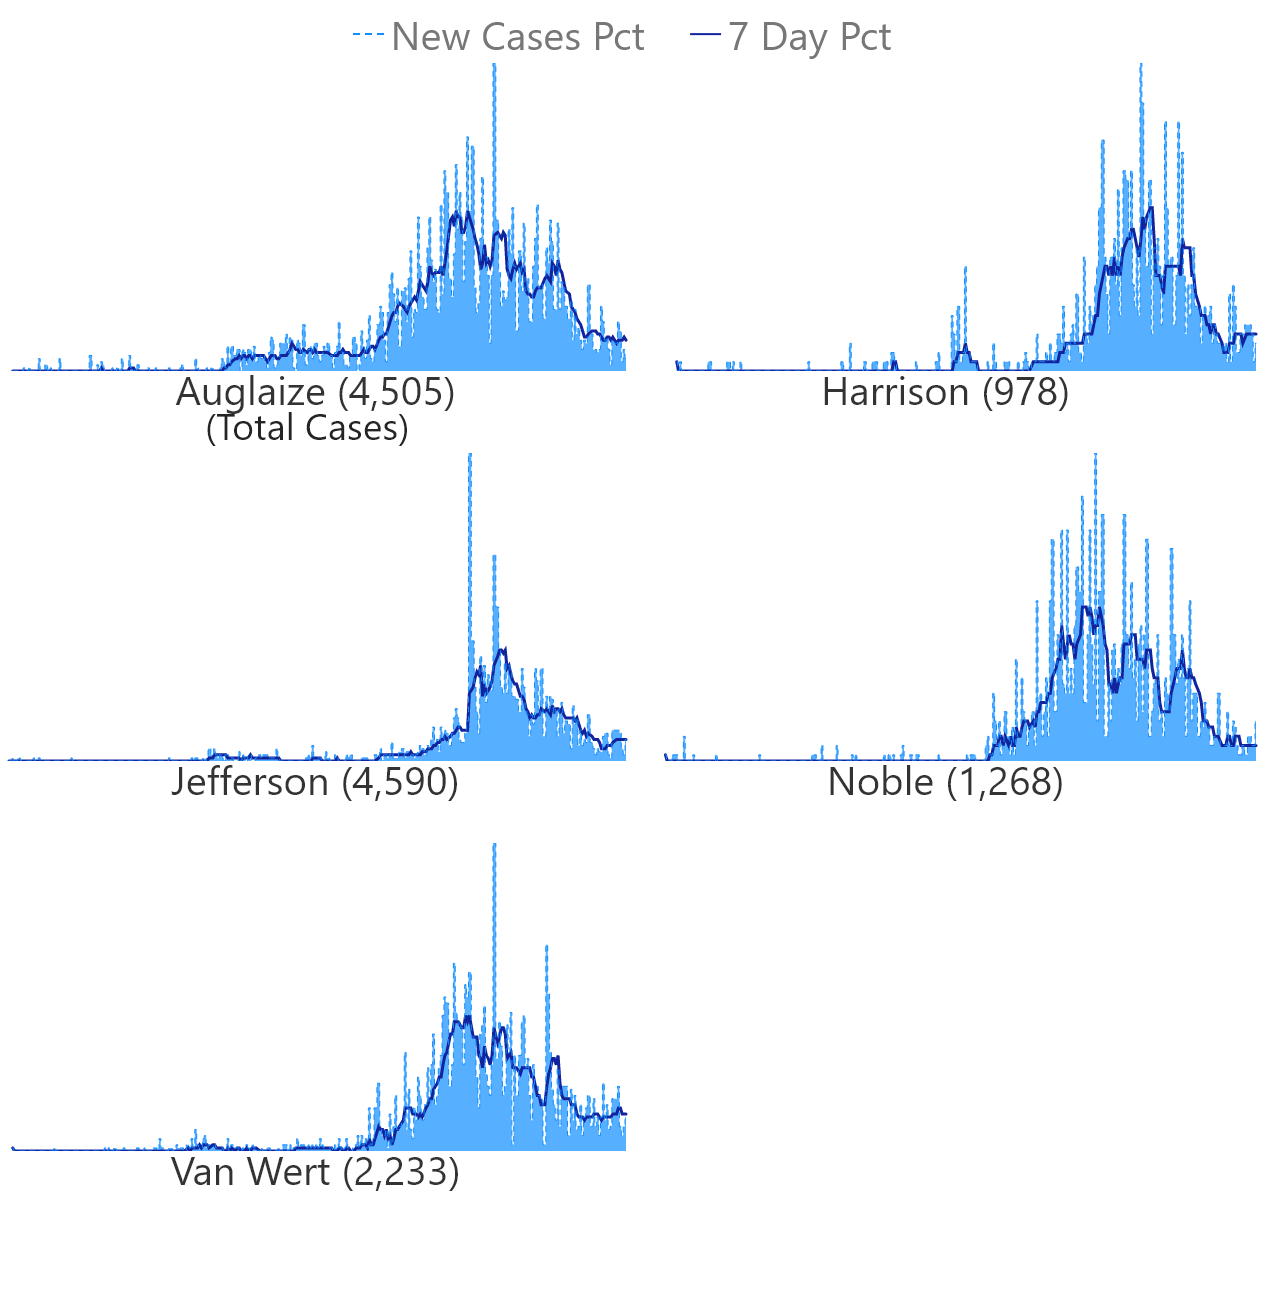 New Cases Pct 7 Day Pct
Auglaize (4,505)
(Total Cases)
Harrison (978)
Jefferson (4,590)
Noble (1,268)
Van Wert (2,233)